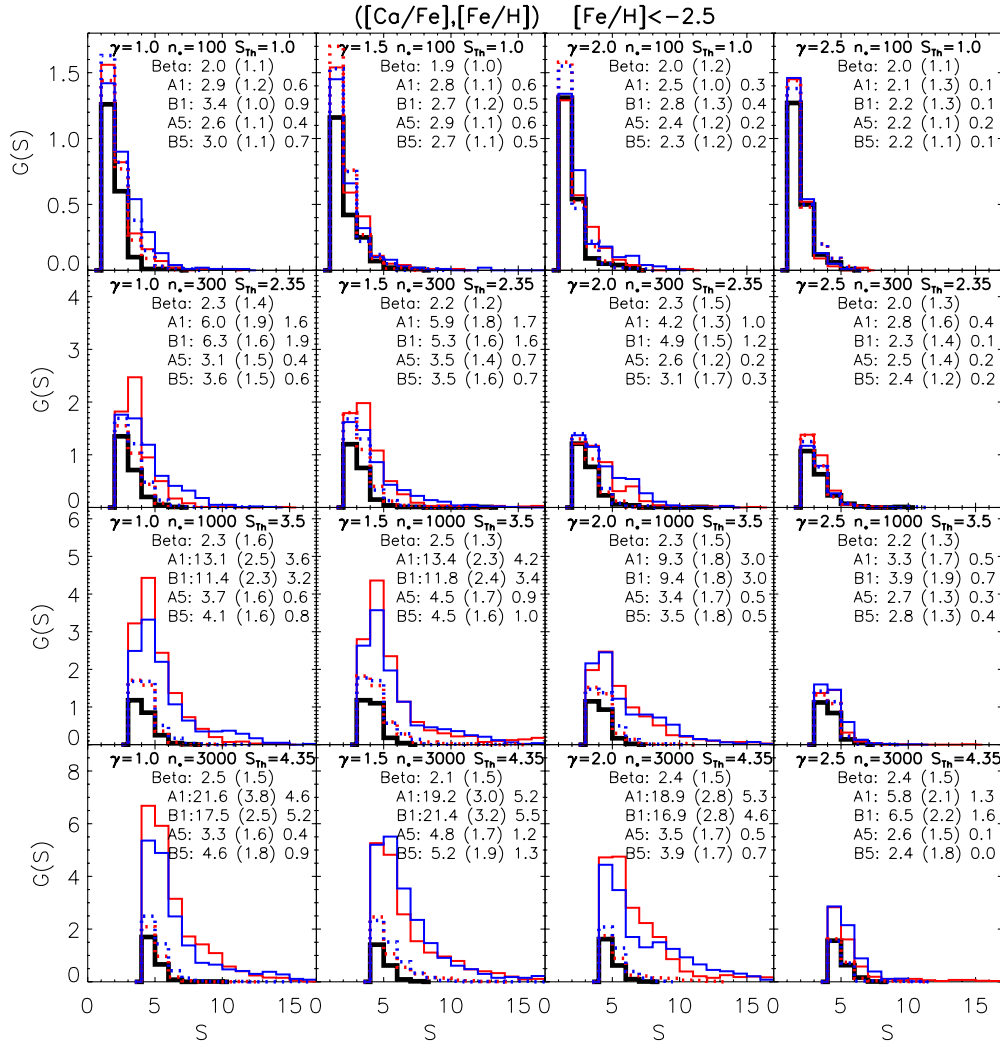 ([Ca/Fe],[Fe/H]) [Fe/H]<−2.5
γ=1.0 n*=100 S_Th=1.0
Beta: 2.0 (1.1)
A1: 2.9 (1.2) 0.6
B1: 3.4 (1.0) 0.9
A5: 2.6 (1.1) 0.4
B5: 3.0 (1.1) 0.7
γ=1.5 n*=100 S_Th=1.0
Beta: 1.9 (1.0)
A1: 2.8 (1.1) 0.6
B1: 2.7 (1.2) 0.5
A5: 2.9 (1.1) 0.6
B5: 2.7 (1.1) 0.5
γ=2.0 n*=100 S_Th=1.0
Beta: 2.0 (1.2)
A1: 2.5 (1.0) 0.3
B1: 2.8 (1.3) 0.4
A5: 2.4 (1.2) 0.2
B5: 2.3 (1.2) 0.2
γ=2.5 n*=100 S_Th=1.0
Beta: 2.0 (1.1)
A1: 2.1 (1.3) 0.1
B1: 2.2 (1.3) 0.1
A5: 2.2 (1.1) 0.2
B5: 2.2 (1.1) 0.1
G(S)
1.5
1.0
0.5
0.0
γ=1.0 n*=300 S_Th=2.35
Beta: 2.3 (1.4)
A1: 6.0 (1.9) 1.6
B1: 6.3 (1.6) 1.9
A5: 3.1 (1.5) 0.4
B5: 3.6 (1.5) 0.6
γ=1.5 n*=300 S_Th=2.35
Beta: 2.2 (1.2)
A1: 5.9 (1.8) 1.7
B1: 5.3 (1.6) 1.6
A5: 3.5 (1.4) 0.7
B5: 3.5 (1.6) 0.7
γ=2.0 n*=300 S_Th=2.35
Beta: 2.3 (1.5)
A1: 4.2 (1.3) 1.0
B1: 4.9 (1.5) 1.2
A5: 2.6 (1.2) 0.2
B5: 3.1 (1.7) 0.3
γ=2.5 n*=300 S_Th=2.35
Beta: 2.0 (1.3)
A1: 2.8 (1.6) 0.4
B1: 2.3 (1.4) 0.1
A5: 2.5 (1.4) 0.2
B5: 2.4 (1.2) 0.2
G(S)
4
3
2
1
0
γ=1.0 n*=1000 S_Th=3.5
Beta: 2.3 (1.6)
A1:13.1 (2.5) 3.6
B1:11.4 (2.3) 3.2
A5: 3.7 (1.6) 0.6
B5: 4.1 (1.6) 0.8
γ=1.5 n*=1000 S_Th=3.5
Beta: 2.5 (1.3)
A1:13.4 (2.3) 4.2
B1:11.8 (2.4) 3.4
A5: 4.5 (1.7) 0.9
B5: 4.5 (1.6) 1.0
γ=2.0 n*=1000 S_Th=3.5
Beta: 2.3 (1.5)
A1: 9.3 (1.8) 3.0
B1: 9.4 (1.8) 3.0
A5: 3.4 (1.7) 0.5
B5: 3.5 (1.8) 0.5
γ=2.5 n*=1000 S_Th=3.5
Beta: 2.2 (1.3)
A1: 3.3 (1.7) 0.5
B1: 3.9 (1.9) 0.7
A5: 2.7 (1.3) 0.3
B5: 2.8 (1.3) 0.4
G(S)
6
5
4
3
2
1
0
γ=1.0 n*=3000 S_Th=4.35
Beta: 2.5 (1.5)
A1:21.6 (3.8) 4.6
B1:17.5 (2.5) 5.2
A5: 3.3 (1.6) 0.4
B5: 4.6 (1.8) 0.9
γ=1.5 n*=3000 S_Th=4.35
Beta: 2.1 (1.5)
A1:19.2 (3.0) 5.2
B1:21.4 (3.2) 5.5
A5: 4.8 (1.7) 1.2
B5: 5.2 (1.9) 1.3
γ=2.0 n*=3000 S_Th=4.35
Beta: 2.4 (1.5)
A1:18.9 (2.8) 5.3
B1:16.9 (2.8) 4.6
A5: 3.5 (1.7) 0.5
B5: 3.9 (1.7) 0.7
γ=2.5 n*=3000 S_Th=4.35
Beta: 2.4 (1.5)
A1: 5.8 (2.1) 1.3
B1: 6.5 (2.2) 1.6
A5: 2.6 (1.5) 0.1
B5: 2.4 (1.8) 0.0
G(S)
8
6
4
2
0
0 5 10 15 0 5 10 15 0 5 10 15 0 5 10 15
S S S S